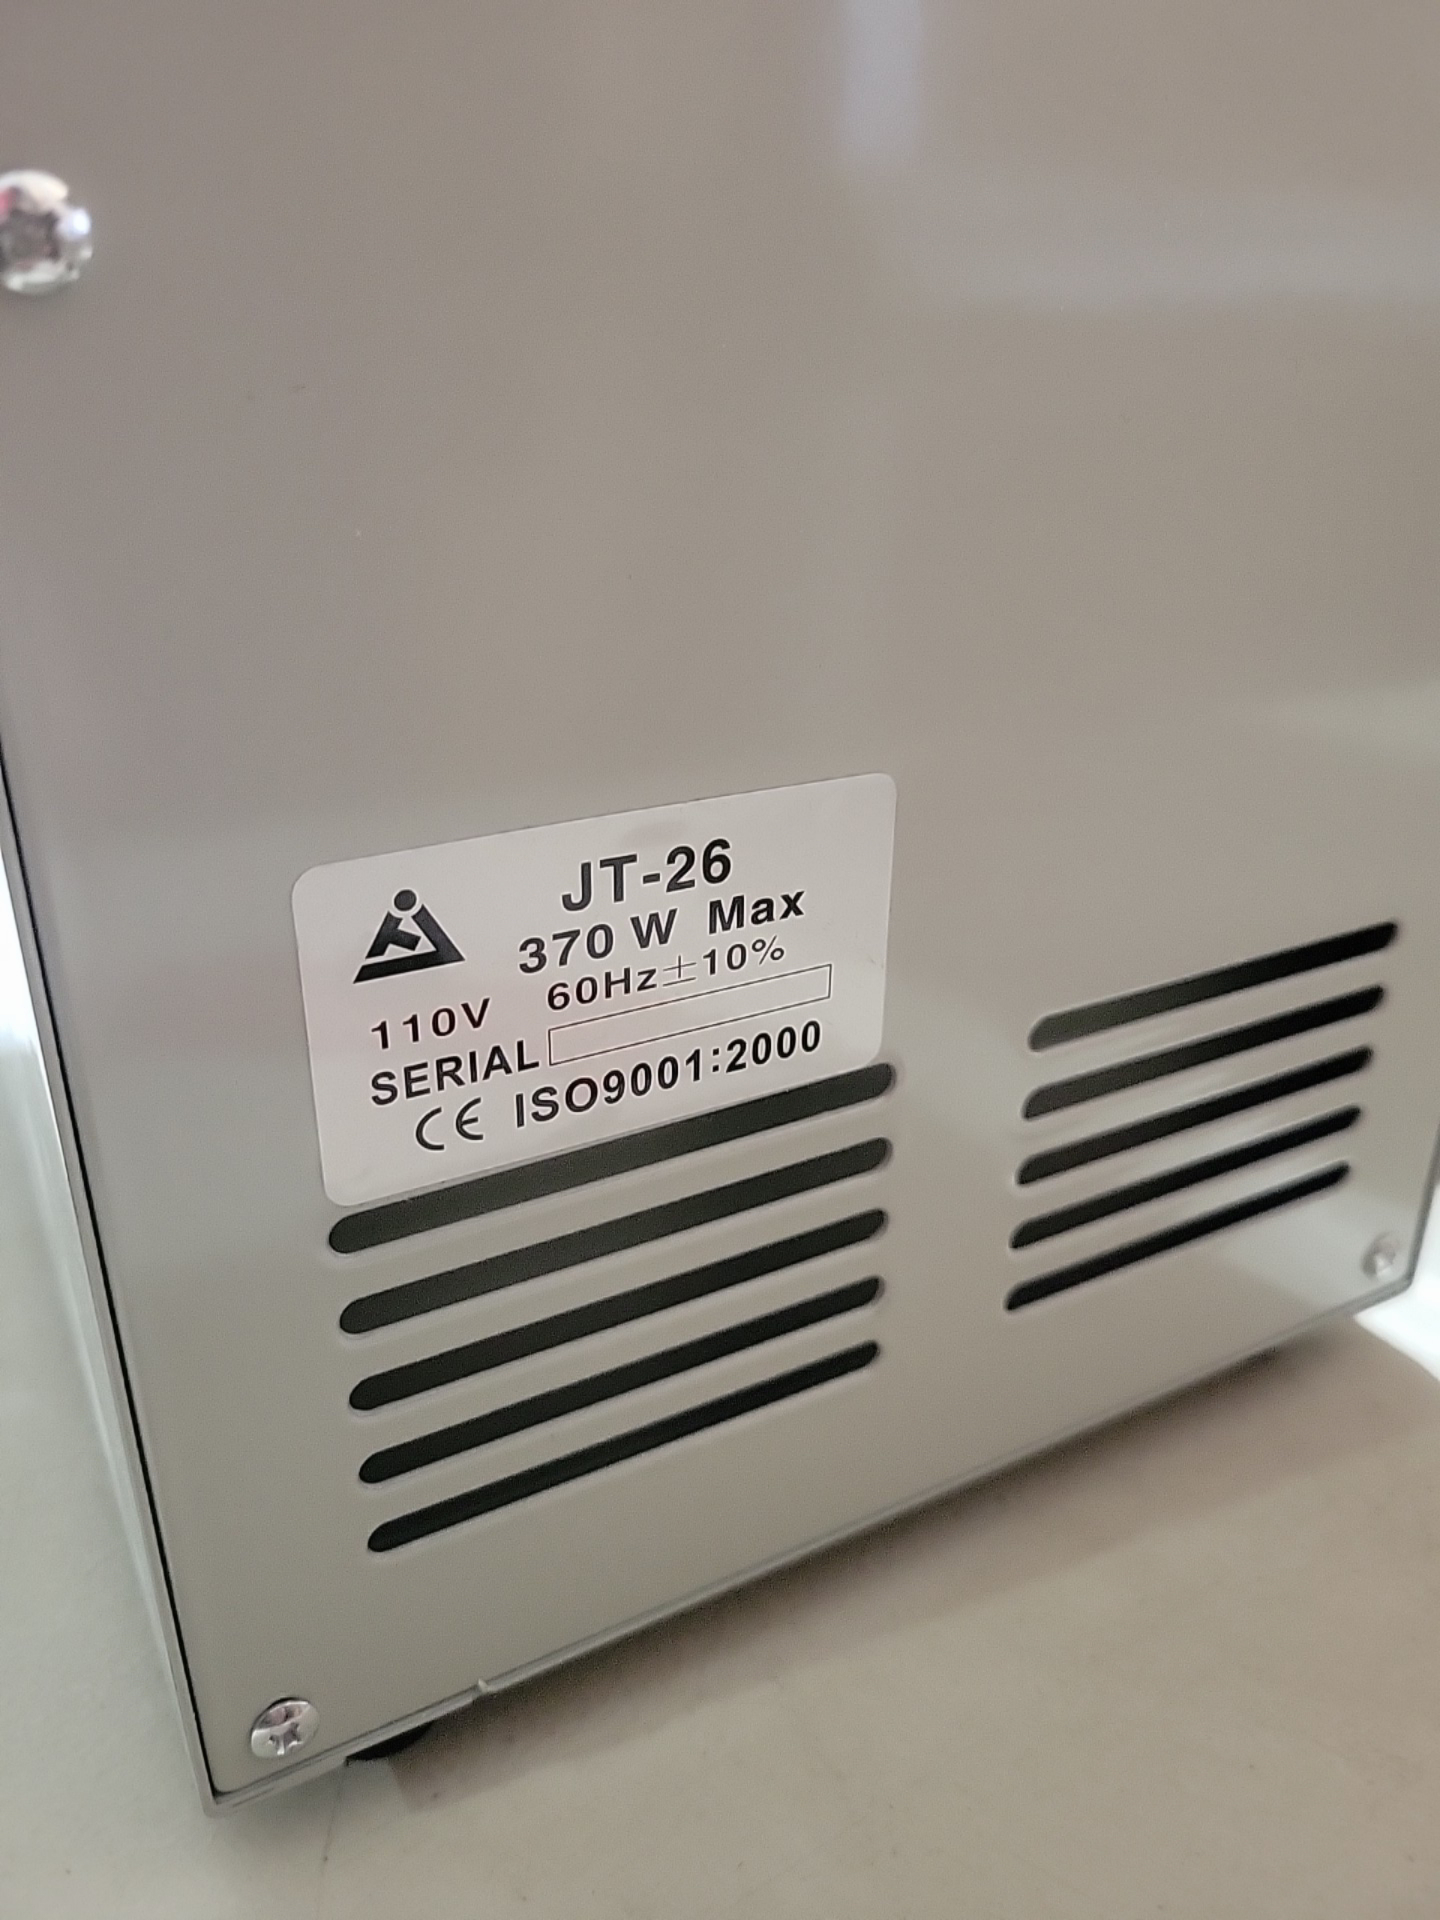 JT-26
370 W Max
110V 60Hz±10%
SERIAL
CE ISO9001:2000